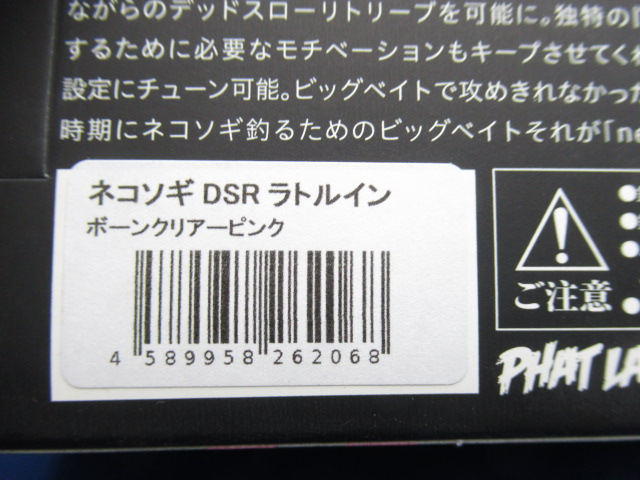 ながらのデッドスローリトリーブを可能に。独特の
するために必要なモチベーションもキープさせてくれ
設定にチューン可能。ビッグベイトで攻めきれなかった
時期にネコソギ釣るためのビッグベイトそれが「ne
ネコソギ DSR ラトルイン
ボーンクリアーピンク
4 589958 262068
ご注意
PHAT LA